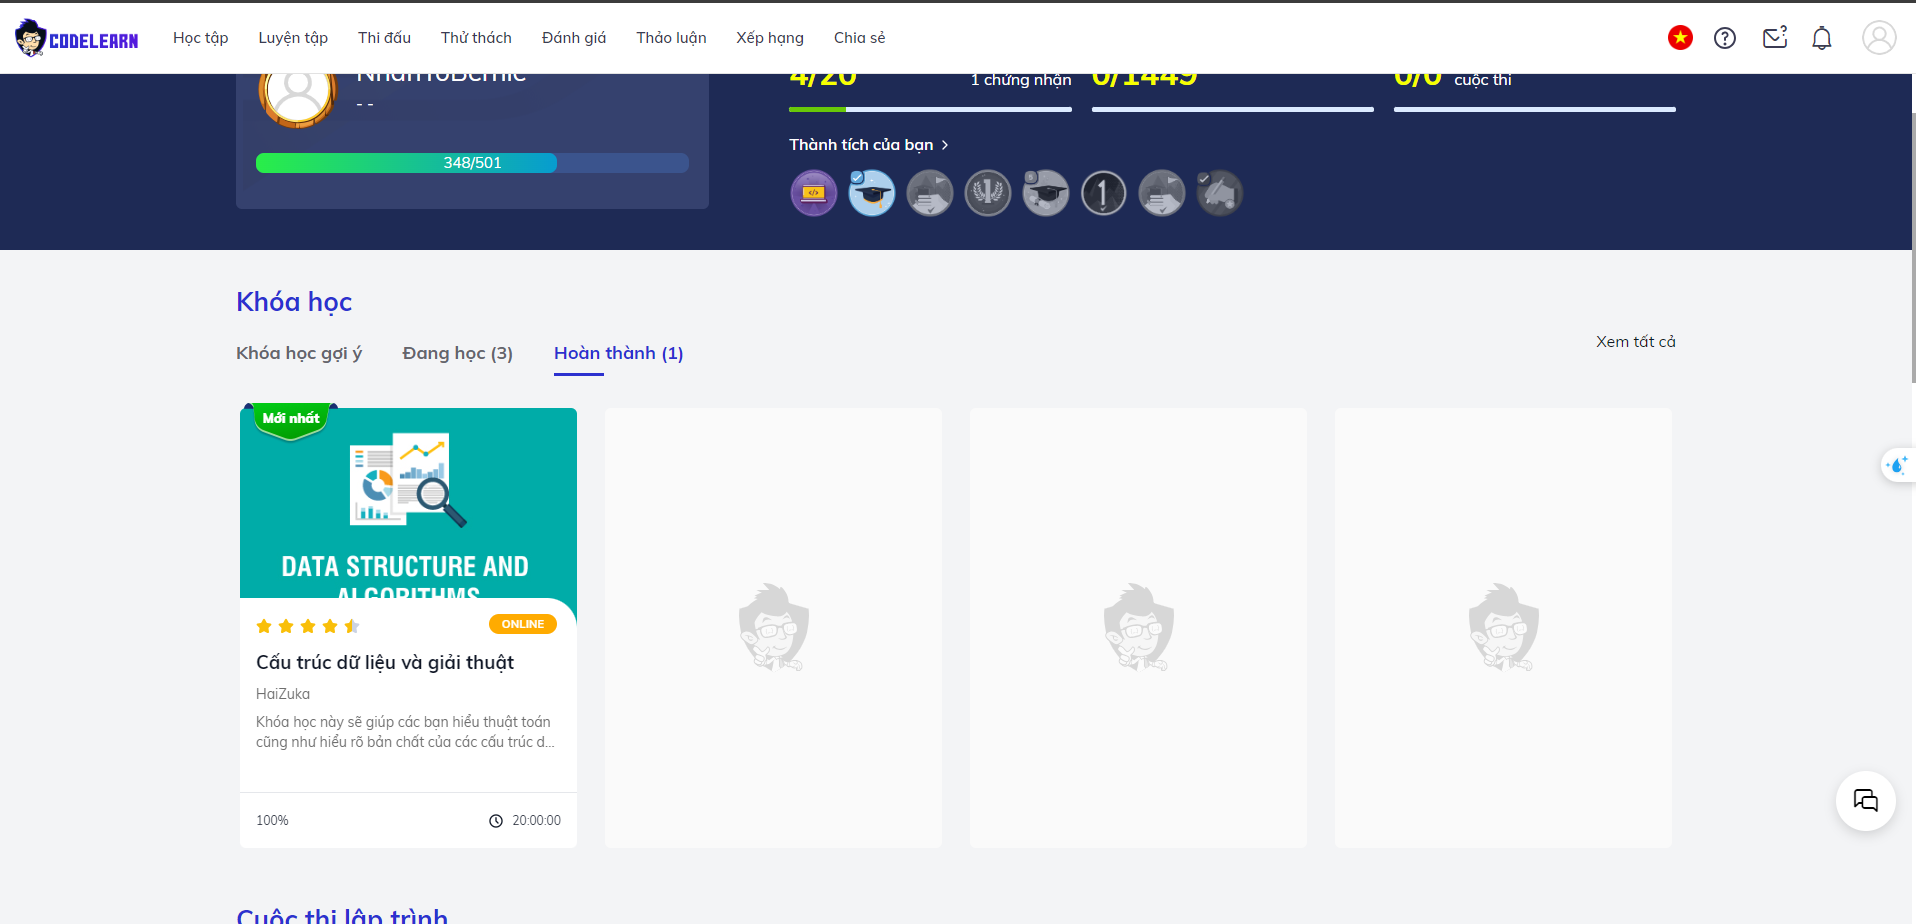 CODELEARN
Học tập
Luyện tập
Thi đấu
Thử thách
Đánh giá
Thảo luận
Xếp hạng
Chia sẻ
- -
348/501
4/20
1 chứng nhận
0/1449
0/0
cuộc thi
Thành tích của bạn
Khóa học
Khóa học gợi ý
Đang học (3)
Hoàn thành (1)
Xem tất cả
Mới nhất
DATA STRUCTURE AND
ALGORITHMS
ONLINE
Cấu trúc dữ liệu và giải thuật
HaiZuka
Khóa học này sẽ giúp các bạn hiểu thuật toán
cũng như hiểu rõ bản chất của các cấu trúc d...
100%
20:00:00
Cuộc thi lập trình